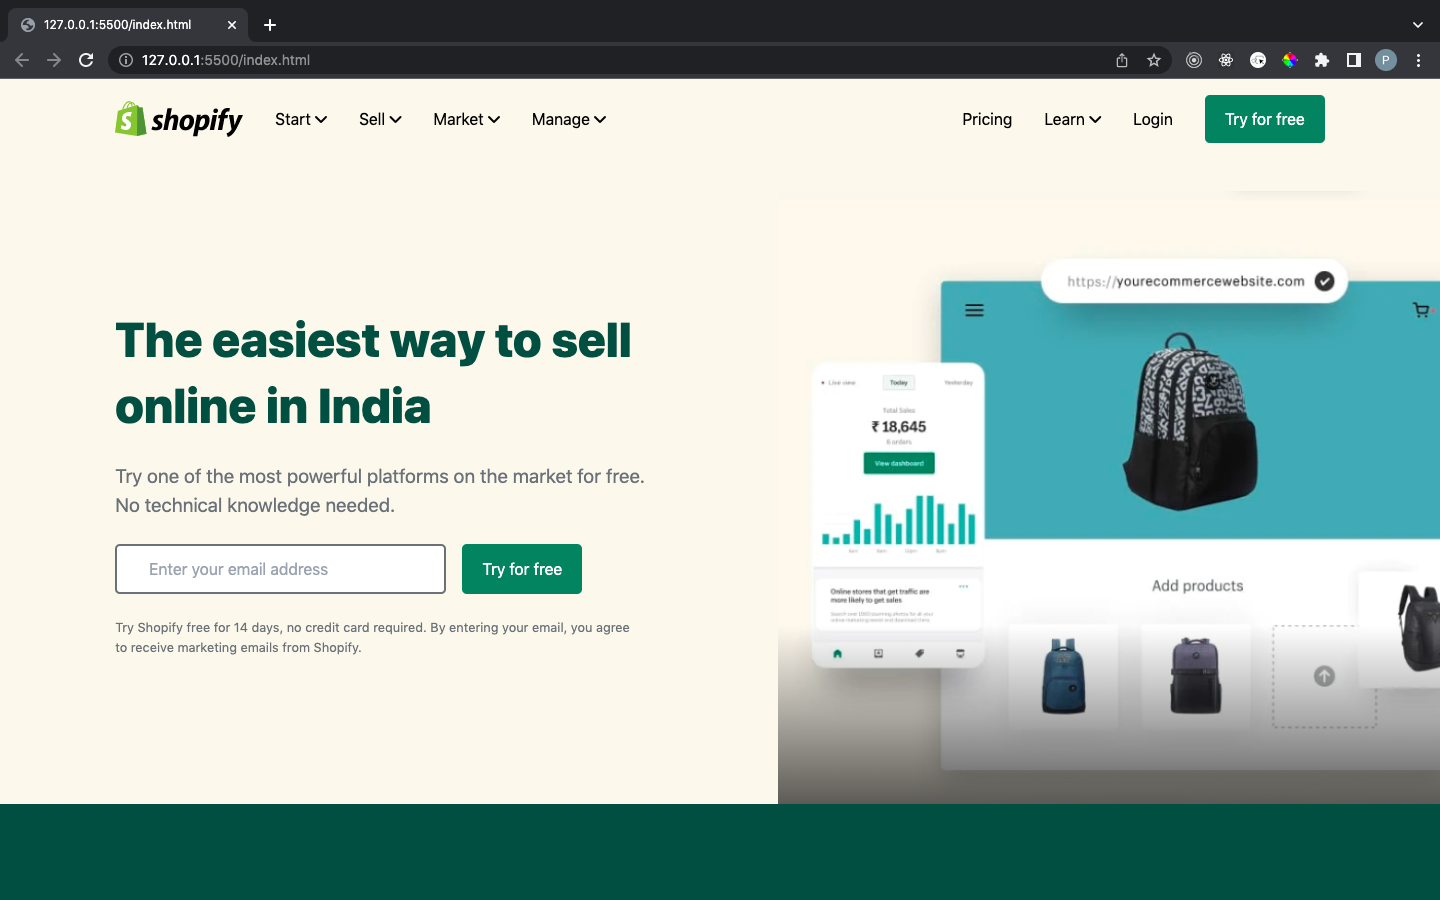 127.0.0.1:5500/index.html
127.0.0.1:5500/index.html
P
shopify
Start
Sell
Market
Manage
Pricing
Learn
Login
Try for free
The easiest way to sell
online in India
Try one of the most powerful platforms on the market for free.
No technical knowledge needed.
Enter your email address
Try for free
Try Shopify free for 14 days, no credit card required. By entering your email, you agree
to receive marketing emails from Shopify.
https://yourecommercewebsite.com
Live view
Today
Yesterday
Total Sales
₹ 18,645
6 orders
View dashboard
Online stores that get traffic are
more likely to get sales
Add products